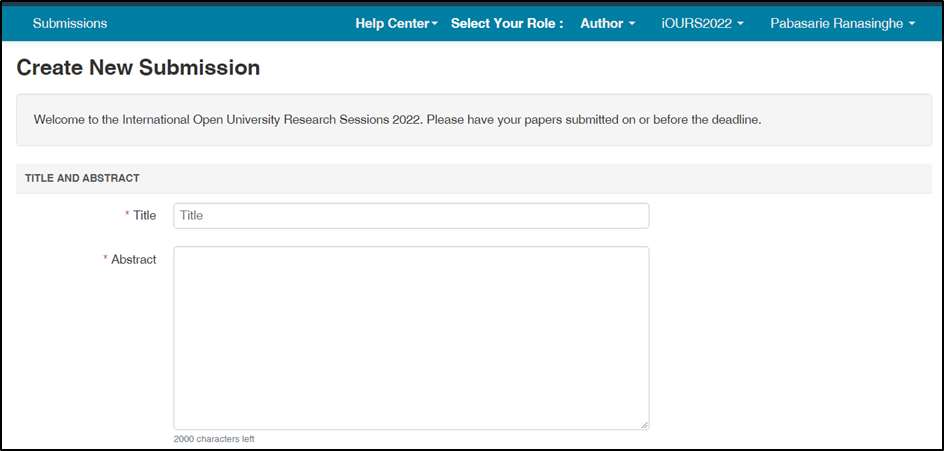 Submissions Help Center Select Your Role : Author iOURS2022 Pabasarie Ranasinghe
Create New Submission
Welcome to the International Open University Research Sessions 2022. Please have your papers submitted on or before the deadline.
TITLE AND ABSTRACT
* Title Title
* Abstract
2000 characters left